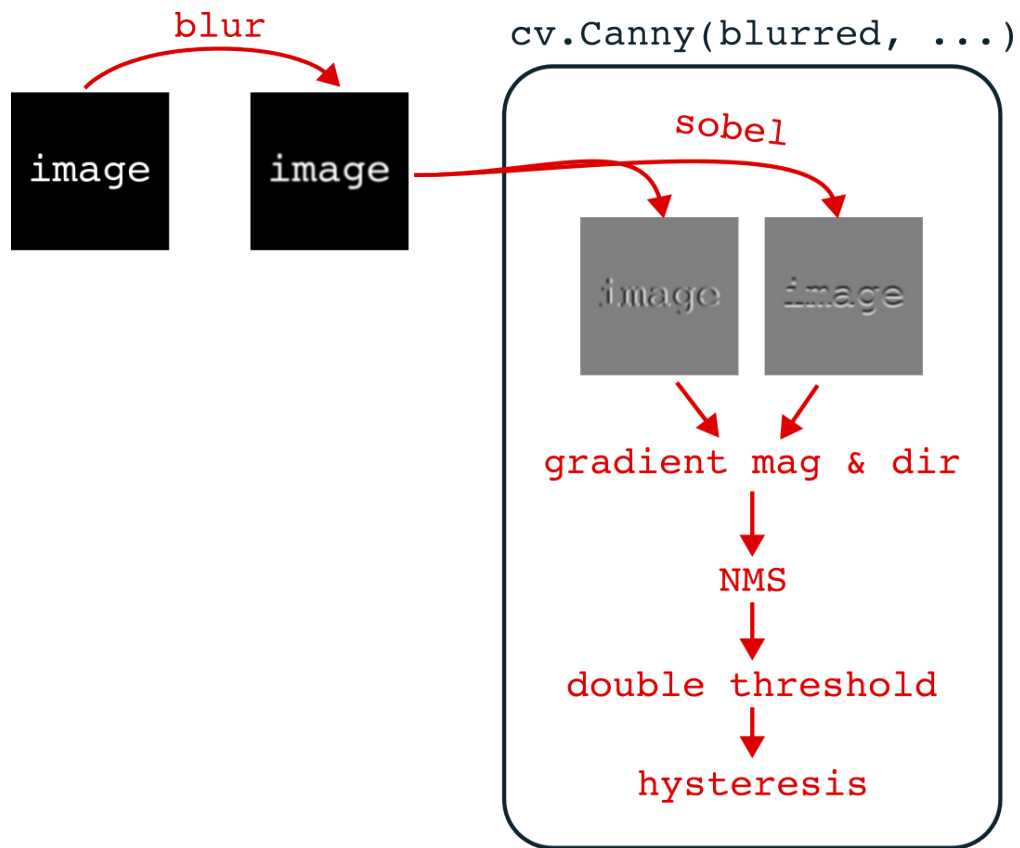 blur
cv.Canny(blurred, ...)
image
image
sobel
image
image
gradient mag & dir
NMS
double threshold
hysteresis